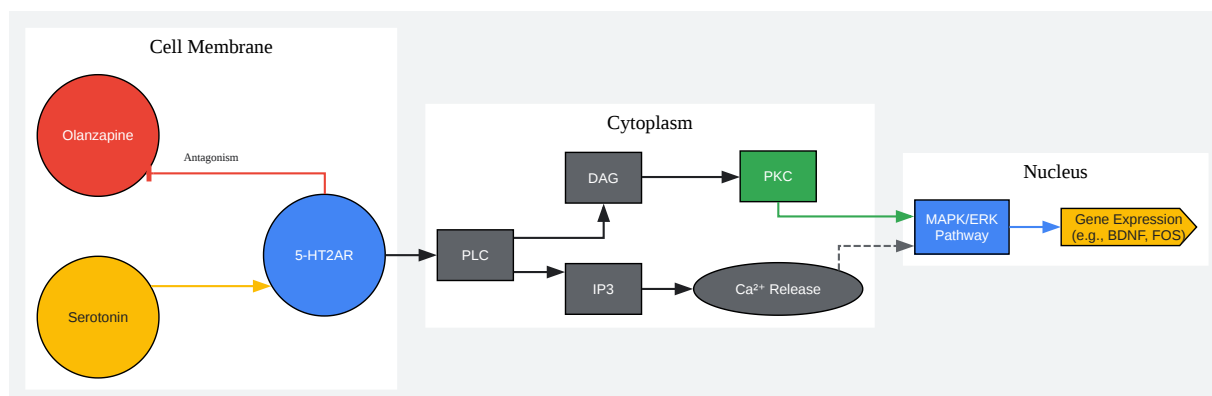 Cell Membrane
Olanzapine
Antagonism
5-HT2AR
Serotonin
Cytoplasm
DAG
PKC
PLC
IP3
Ca²⁺ Release
Nucleus
MAPK/ERK
Pathway
Gene Expression
(e.g., BDNF, FOS)